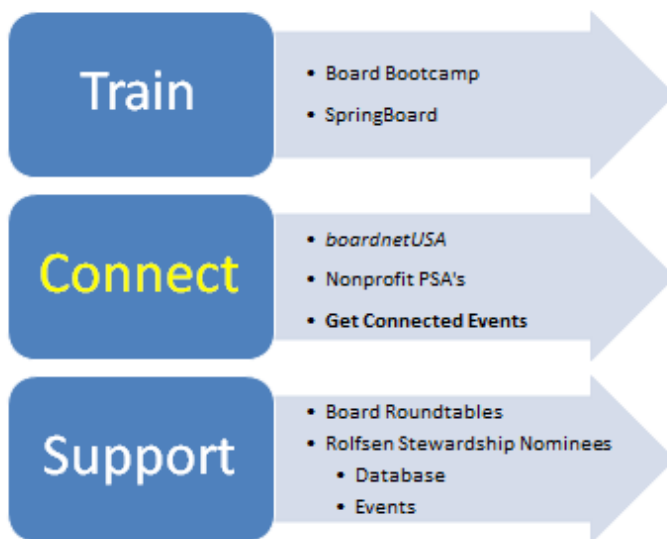 Train
• Board Bootcamp
• SpringBoard
Connect
• boardnetUSA
• Nonprofit PSA's
• Get Connected Events
Support
• Board Roundtables
• Rolfsen Stewardship Nominees
• Database
• Events